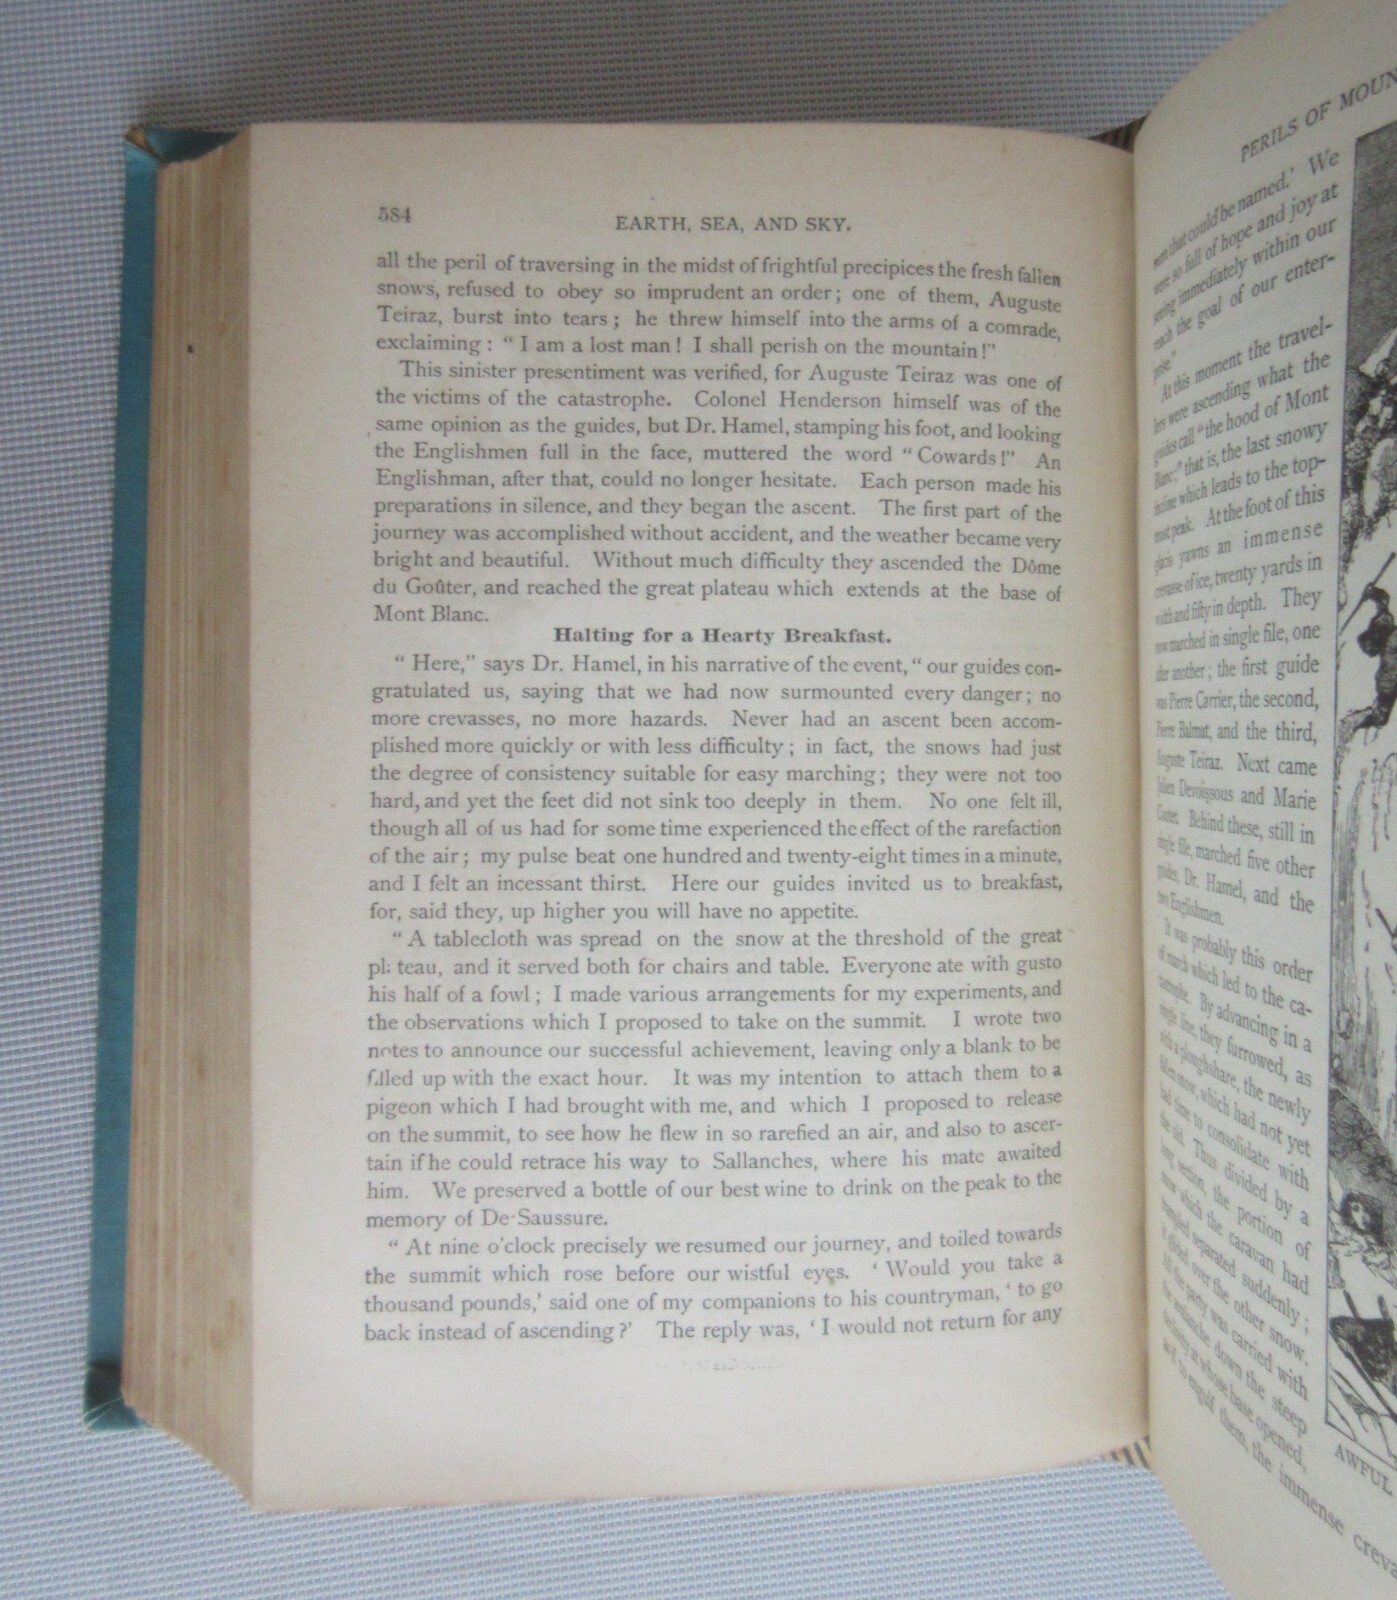 584
EARTH, SEA, AND SKY.
all the peril of traversing in the midst of frightful precipices the fresh fallen
snows, refused to obey so imprudent an order; one of them, Auguste
Teiraz, burst into tears; he threw himself into the arms of a comrade,
exclaiming: "I am a lost man! I shall perish on the mountain!"
This sinister presentiment was verified, for Auguste Teiraz was one of
the victims of the catastrophe. Colonel Henderson himself was of the
same opinion as the guides, but Dr. Hamel, stamping his foot, and looking
the Englishmen full in the face, muttered the word "Cowards!" An
Englishman, after that, could no longer hesitate. Each person made his
preparations in silence, and they began the ascent. The first part of the
journey was accomplished without accident, and the weather became very
bright and beautiful. Without much difficulty they ascended the Dôme
du Goûter, and reached the great plateau which extends at the base of
Mont Blanc.
Halting for a Hearty Breakfast.
"Here," says Dr. Hamel, in his narrative of the event, "our guides con-
gratulated us, saying that we had now surmounted every danger; no
more crevasses, no more hazards. Never had an ascent been accom-
plished more quickly or with less difficulty; in fact, the snows had just
the degree of consistency suitable for easy marching; they were not too
hard, and yet the feet did not sink too deeply in them. No one felt ill,
though all of us had for some time experienced the effect of the rarefaction
of the air; my pulse beat one hundred and twenty-eight times in a minute,
and I felt an incessant thirst. Here our guides invited us to breakfast,
for, said they, up higher you will have no appetite.
"A tablecloth was spread on the snow at the threshold of the great
pl teau, and it served both for chairs and table. Everyone ate with gusto
his half of a fowl; I made various arrangements for my experiments, and
the observations which I proposed to take on the summit. I wrote two
notes to announce our successful achievement, leaving only a blank to be
filled up with the exact hour. It was my intention to attach them to a
pigeon which I had brought with me, and which I proposed to release
on the summit, to see how he flew in so rarefied an air, and also to ascer-
tain if he could retrace his way to Sallanches, where his mate awaited
him. We preserved a bottle of our best wine to drink on the peak to the
memory of De-Saussure.
"At nine o'clock precisely we resumed our journey, and toiled towards
the summit which rose before our wistful eyes. 'Would you take a
thousand pounds,' said one of my companions to his countryman, 'to go
back instead of ascending?' The reply was, 'I would not return for any
PERILS OF MOUN
sum that could be named.' We
were so full of hope and joy at
seeing immediately within our
reach the goal of our enter-
prise."
At this moment the travel-
lers were ascending what the
guides call "the hood of Mont
Blanc;" that is, the last snowy
incline which leads to the top-
most peak. At the foot of this
glacis yawns an immense
crevasse of ice, twenty yards in
width and fifty in depth. They
now marched in single file, one
after another; the first guide
was Pierre Carrier, the second,
Pierre Balmat, and the third,
Auguste Teiraz. Next came
Julien Devoissous and Marie
Coutet. Behind these, still in
single file, marched five other
guides, Dr. Hamel, and the
two Englishmen.
It was probably this order
of march which led to the ca-
tastrophe. By advancing in a
single line, they furrowed, as
with a ploughshare, the newly
fallen snow, which had not yet
had time to consolidate with
the old. Thus divided by a
long section, the portion of
snow which the caravan had
trampled separated suddenly;
it glided over the other snow.
All the party was carried with
the avalanche down the steep
declivity at whose base opened,
as if to engulf them, the immense creva
AWFUL